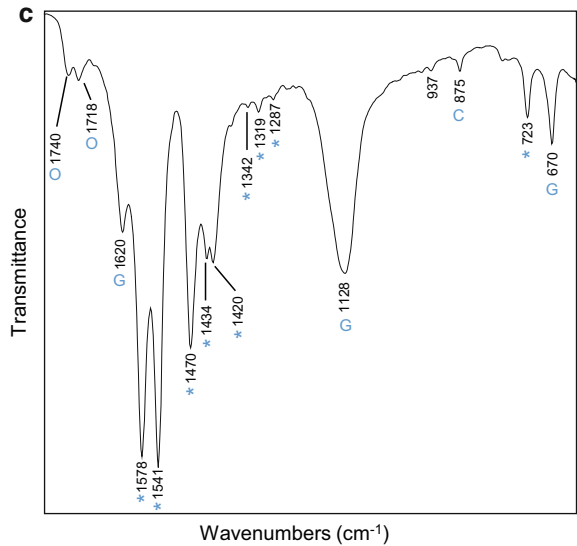 c
O 1740
O 1718
G 1620
* 1578
* 1541
* 1470
* 1434
* 1420
* 1342
* 1319
* 1287
G 1128
937
C 875
* 723
G 670
Transmittance
Wavenumbers (cm⁻¹)